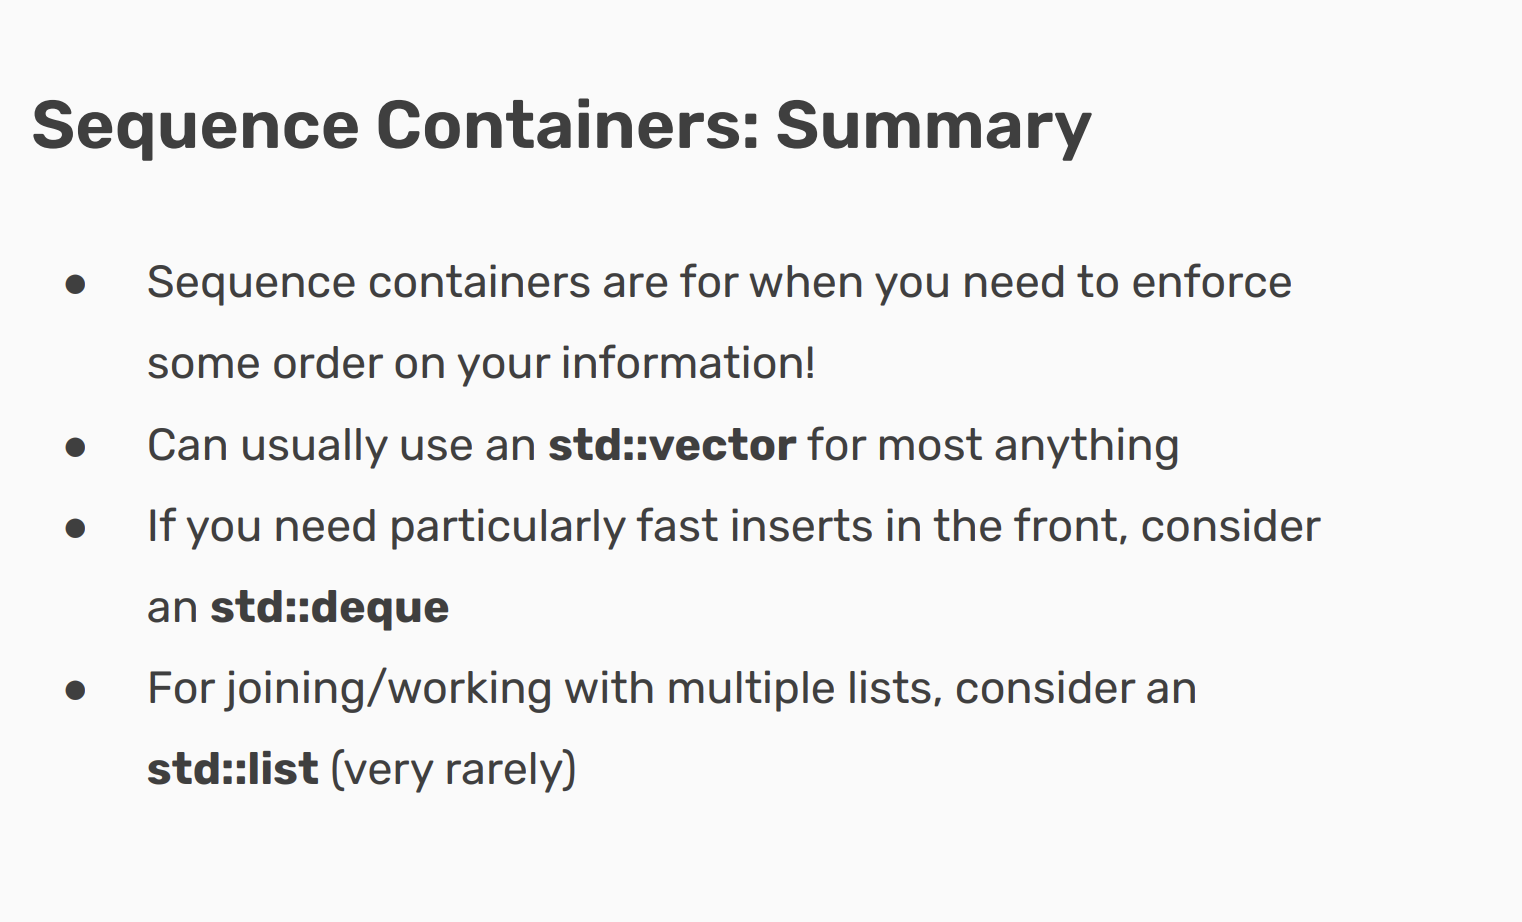 Sequence Containers: Summary
● Sequence containers are for when you need to enforce
some order on your information!
● Can usually use an std::vector for most anything
● If you need particularly fast inserts in the front, consider
an std::deque
● For joining/working with multiple lists, consider an
std::list (very rarely)